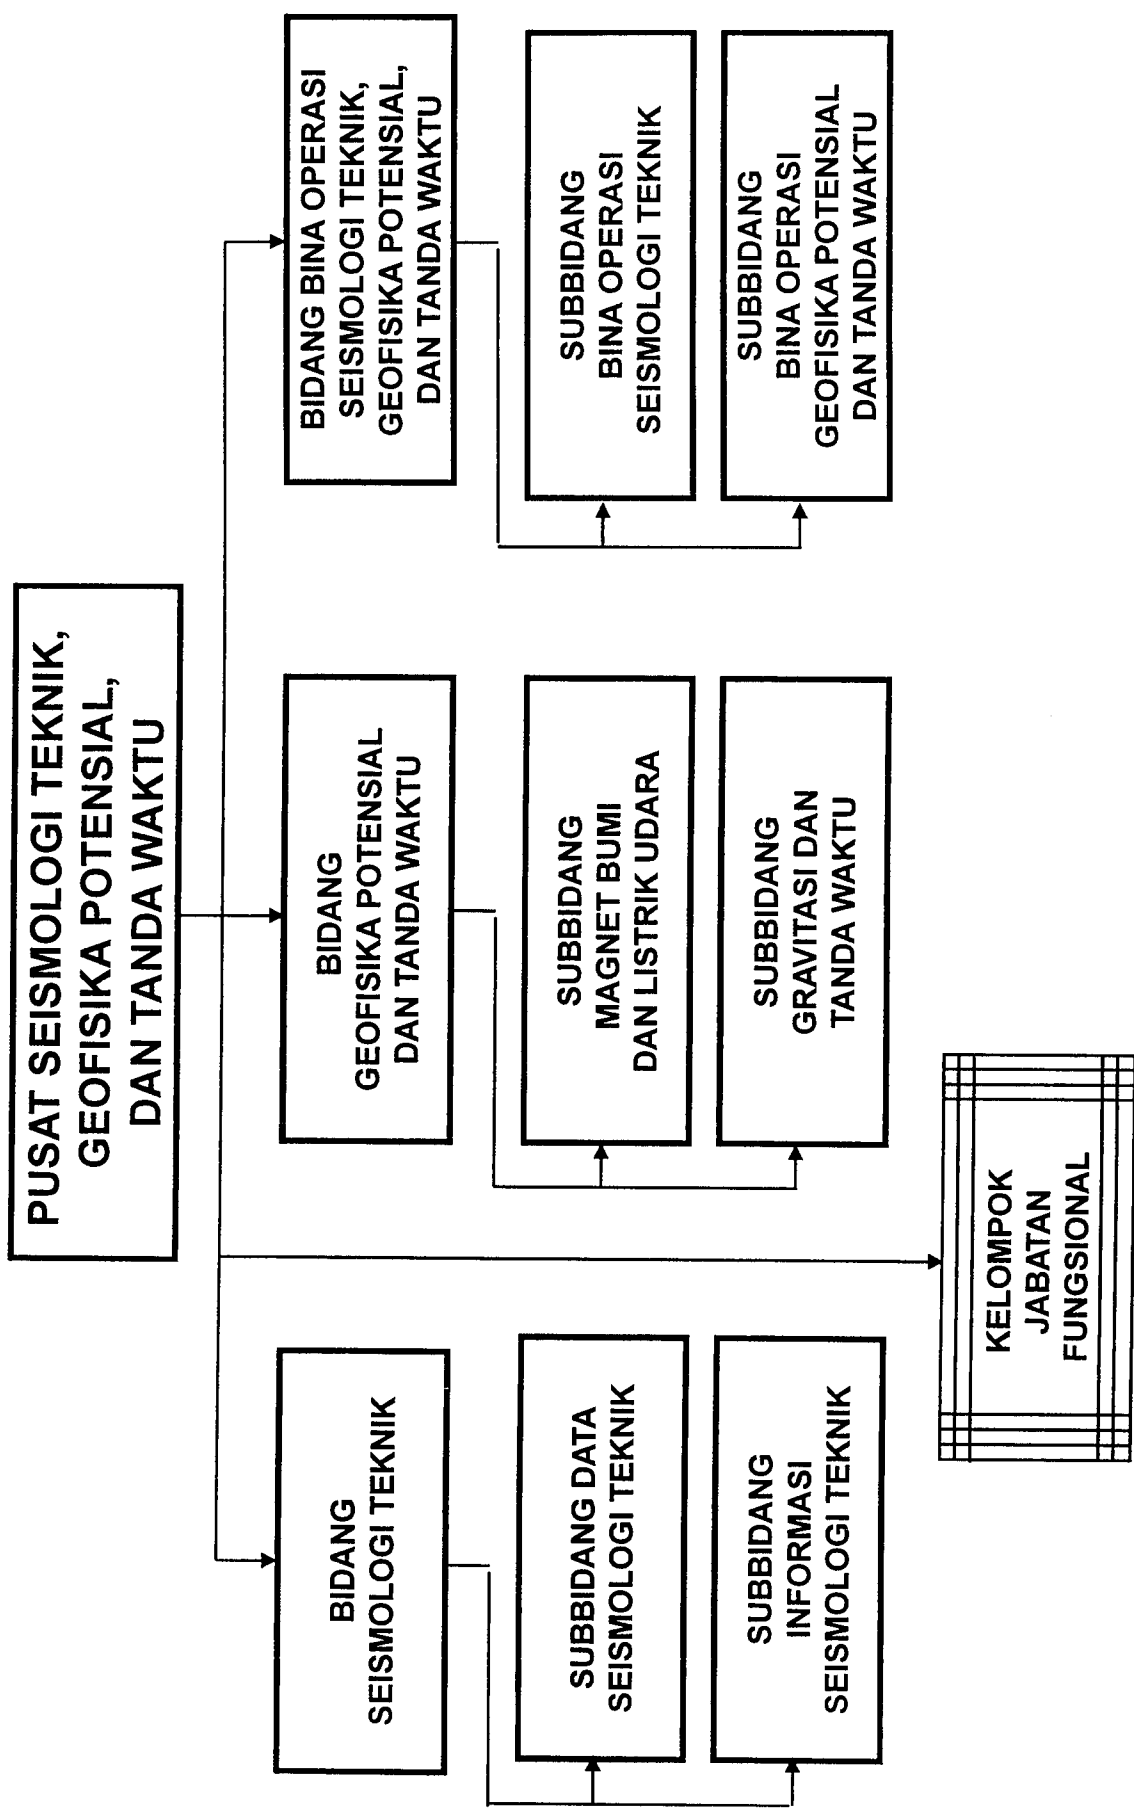 PUSAT SEISMOLOGI TEKNIK,
GEOFISIKA POTENSIAL,
DAN TANDA WAKTU
BIDANG
SEISMOLOGI TEKNIK
SUBBIDANG DATA
SEISMOLOGI TEKNIK
SUBBIDANG
INFORMASI
SEISMOLOGI TEKNIK
BIDANG
GEOFISIKA POTENSIAL
DAN TANDA WAKTU
SUBBIDANG
MAGNET BUMI
DAN LISTRIK UDARA
SUBBIDANG
GRAVITASI DAN
TANDA WAKTU
BIDANG BINA OPERASI
SEISMOLOGI TEKNIK,
GEOFISIKA POTENSIAL,
DAN TANDA WAKTU
SUBBIDANG
BINA OPERASI
SEISMOLOGI TEKNIK
SUBBIDANG
BINA OPERASI
GEOFISIKA POTENSIAL
DAN TANDA WAKTU
KELOMPOK
JABATAN
FUNGSIONAL